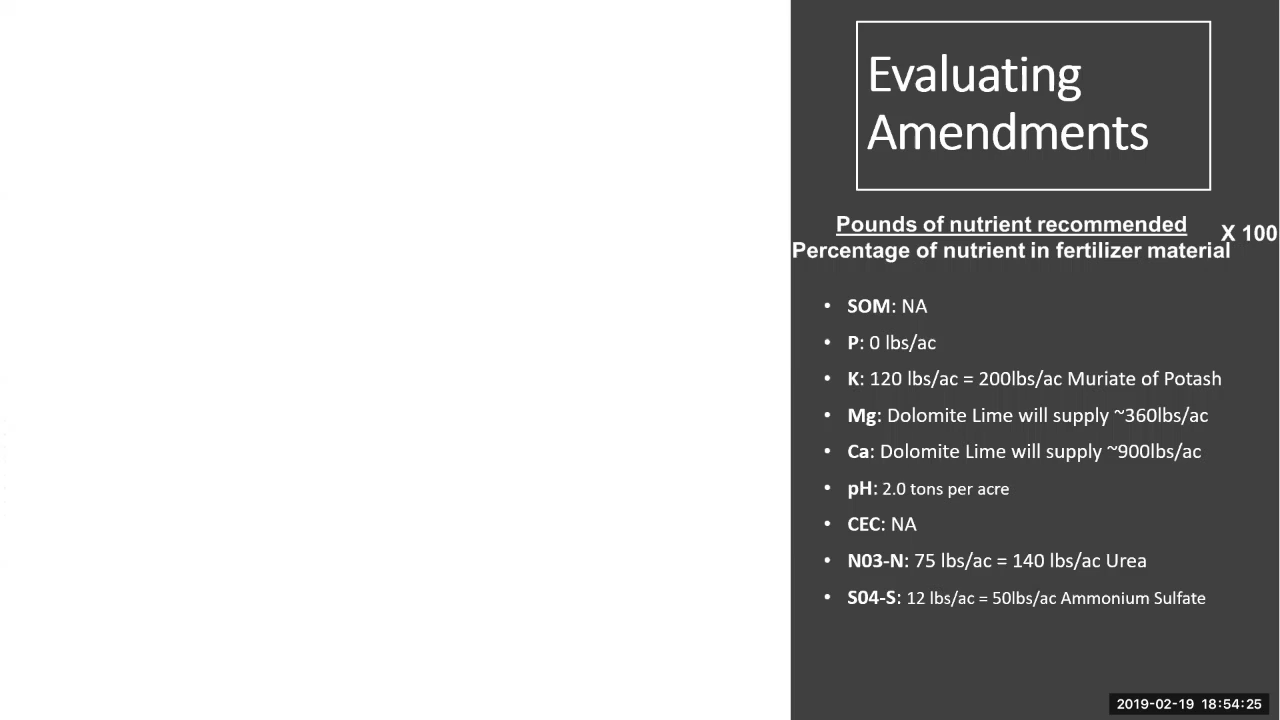 Evaluating
Amendments
Pounds of nutrient recommended
X 100
Percentage of nutrient in fertilizer material
• SOM: NA
• P: 0 lbs/ac
• K: 120 lbs/ac = 200lbs/ac Muriate of Potash
• Mg: Dolomite Lime will supply ~360lbs/ac
• Ca: Dolomite Lime will supply ~900lbs/ac
• pH: 2.0 tons per acre
• CEC: NA
• N03-N: 75 lbs/ac = 140 lbs/ac Urea
• S04-S: 12 lbs/ac = 50lbs/ac Ammonium Sulfate
2019-02-19 18:54:25